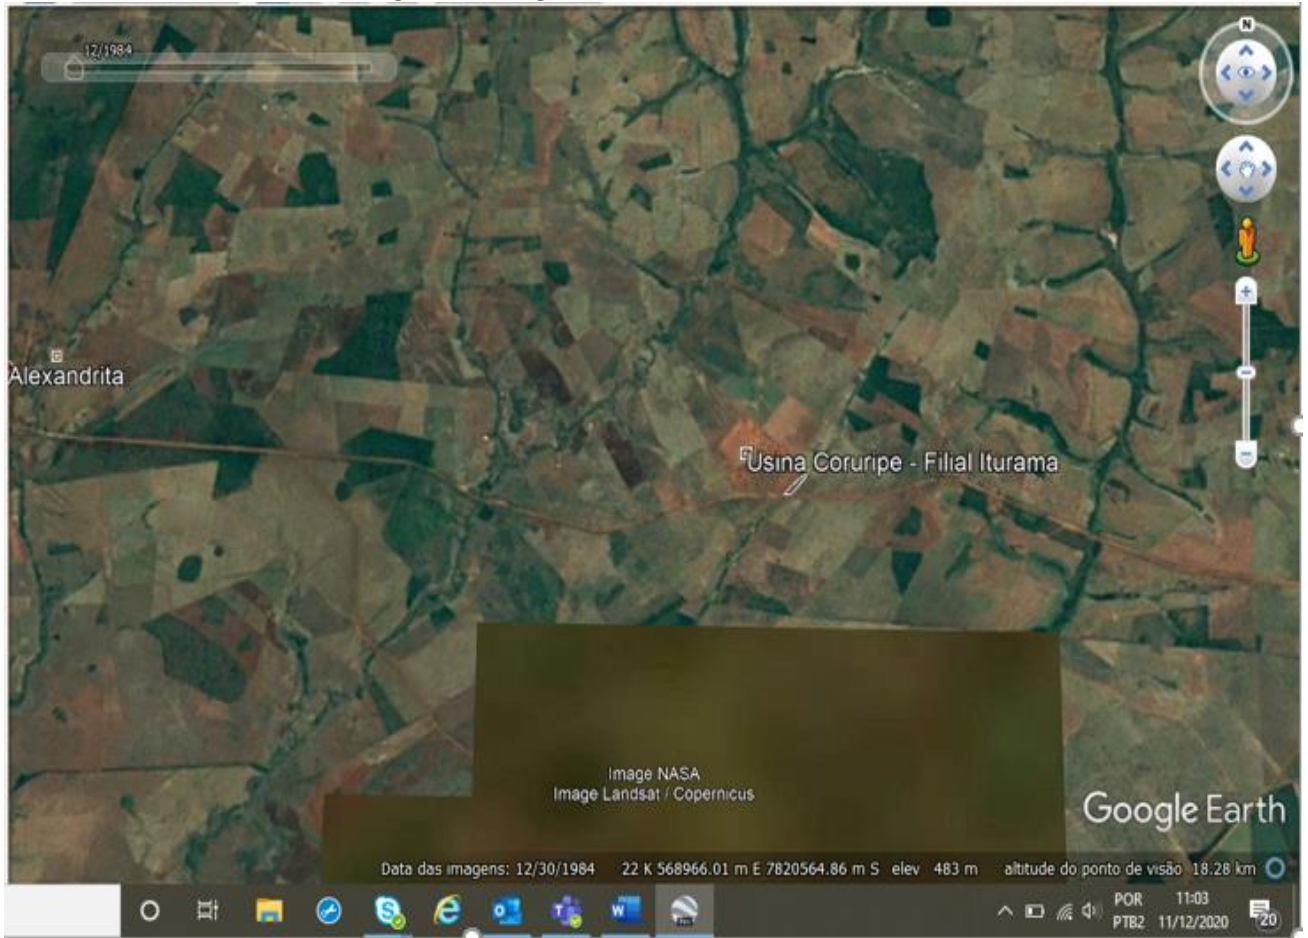 12/1984
N
Alexandrita
Usina Coruripe - Filial Iturama
Image NASA
Image Landsat / Copernicus
Google Earth
Data das imagens: 12/30/1984 22 K 568966.01 m E 7820564.86 m S elev 483 m altitude do ponto de visão 18.28 km
POR
PTB2
11:03
11/12/2020
20